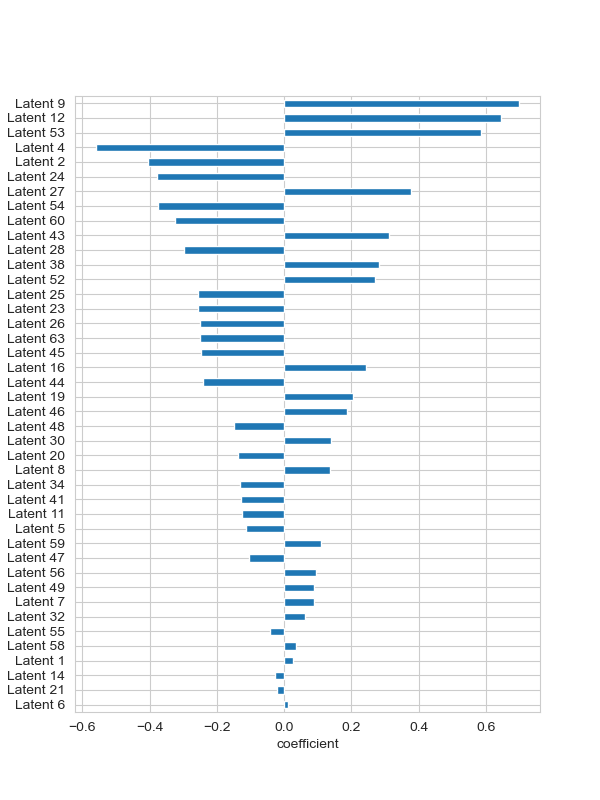 Latent 9
Latent 12
Latent 53
Latent 4
Latent 2
Latent 24
Latent 27
Latent 54
Latent 60
Latent 43
Latent 28
Latent 38
Latent 52
Latent 25
Latent 23
Latent 26
Latent 63
Latent 45
Latent 16
Latent 44
Latent 19
Latent 46
Latent 48
Latent 30
Latent 20
Latent 8
Latent 34
Latent 41
Latent 11
Latent 5
Latent 59
Latent 47
Latent 56
Latent 49
Latent 7
Latent 32
Latent 55
Latent 58
Latent 1
Latent 14
Latent 21
Latent 6
−0.6 −0.4 −0.2 0.0 0.2 0.4 0.6
coefficient